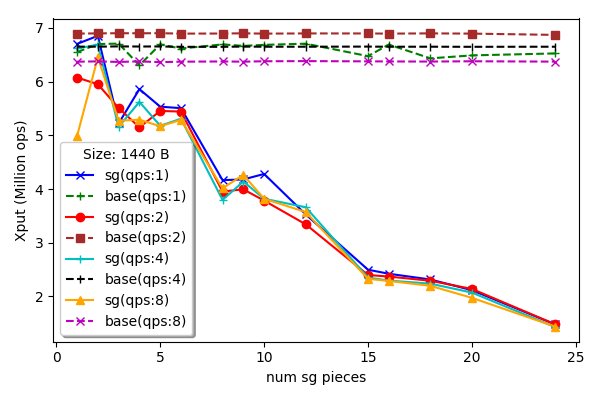 7
6
5
4
3
2
Xput (Million ops)
Size: 1440 B
sg(qps:1)
base(qps:1)
sg(qps:2)
base(qps:2)
sg(qps:4)
base(qps:4)
sg(qps:8)
base(qps:8)
0 5 10 15 20 25
num sg pieces